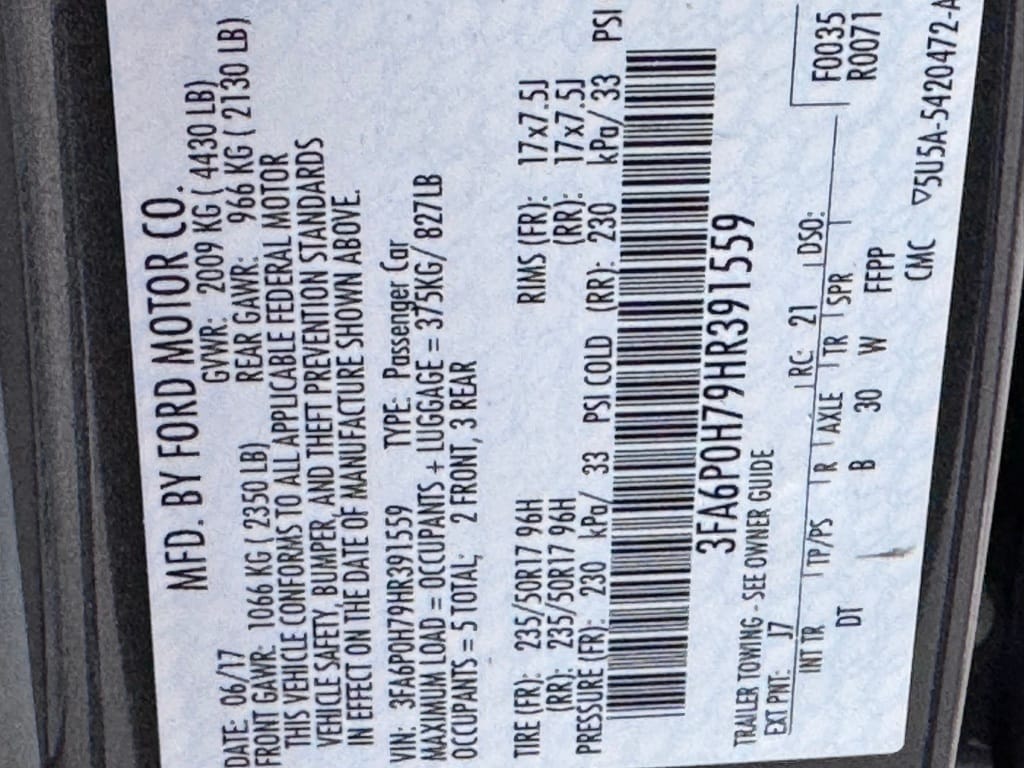 MFD. BY FORD MOTOR CO.
DATE: 06/17 GVWR: 2009 KG ( 4430 LB)
FRONT GAWR: 1066 KG ( 2350 LB) REAR GAWR: 966 KG ( 2130 LB)
THIS VEHICLE CONFORMS TO ALL APPLICABLE FEDERAL MOTOR
VEHICLE SAFETY, BUMPER, AND THEFT PREVENTION STANDARDS
IN EFFECT ON THE DATE OF MANUFACTURE SHOWN ABOVE.
VIN: 3FA6P0H79HR391559 TYPE: Passenger Car
MAXIMUM LOAD = OCCUPANTS + LUGGAGE = 375KG/ 827LB
OCCUPANTS = 5 TOTAL; 2 FRONT, 3 REAR
TIRE (FR): 235/50R17 96H RIMS (FR): 17x7.5J
(RR): 235/50R17 96H (RR): 17x7.5J
PRESSURE (FR): 230 kPa/ 33 PSI COLD (RR): 230 kPa/ 33 PSI
3FA6P0H79HR391559
TRAILER TOWING - SEE OWNER GUIDE
F0035
EXT PNT: J7 RC: 21 DSO: R0071
INT TR TP/PS R AXLE TR SPR
DT B 30 W FFPP
CMC ▽5U5A-5420472-A